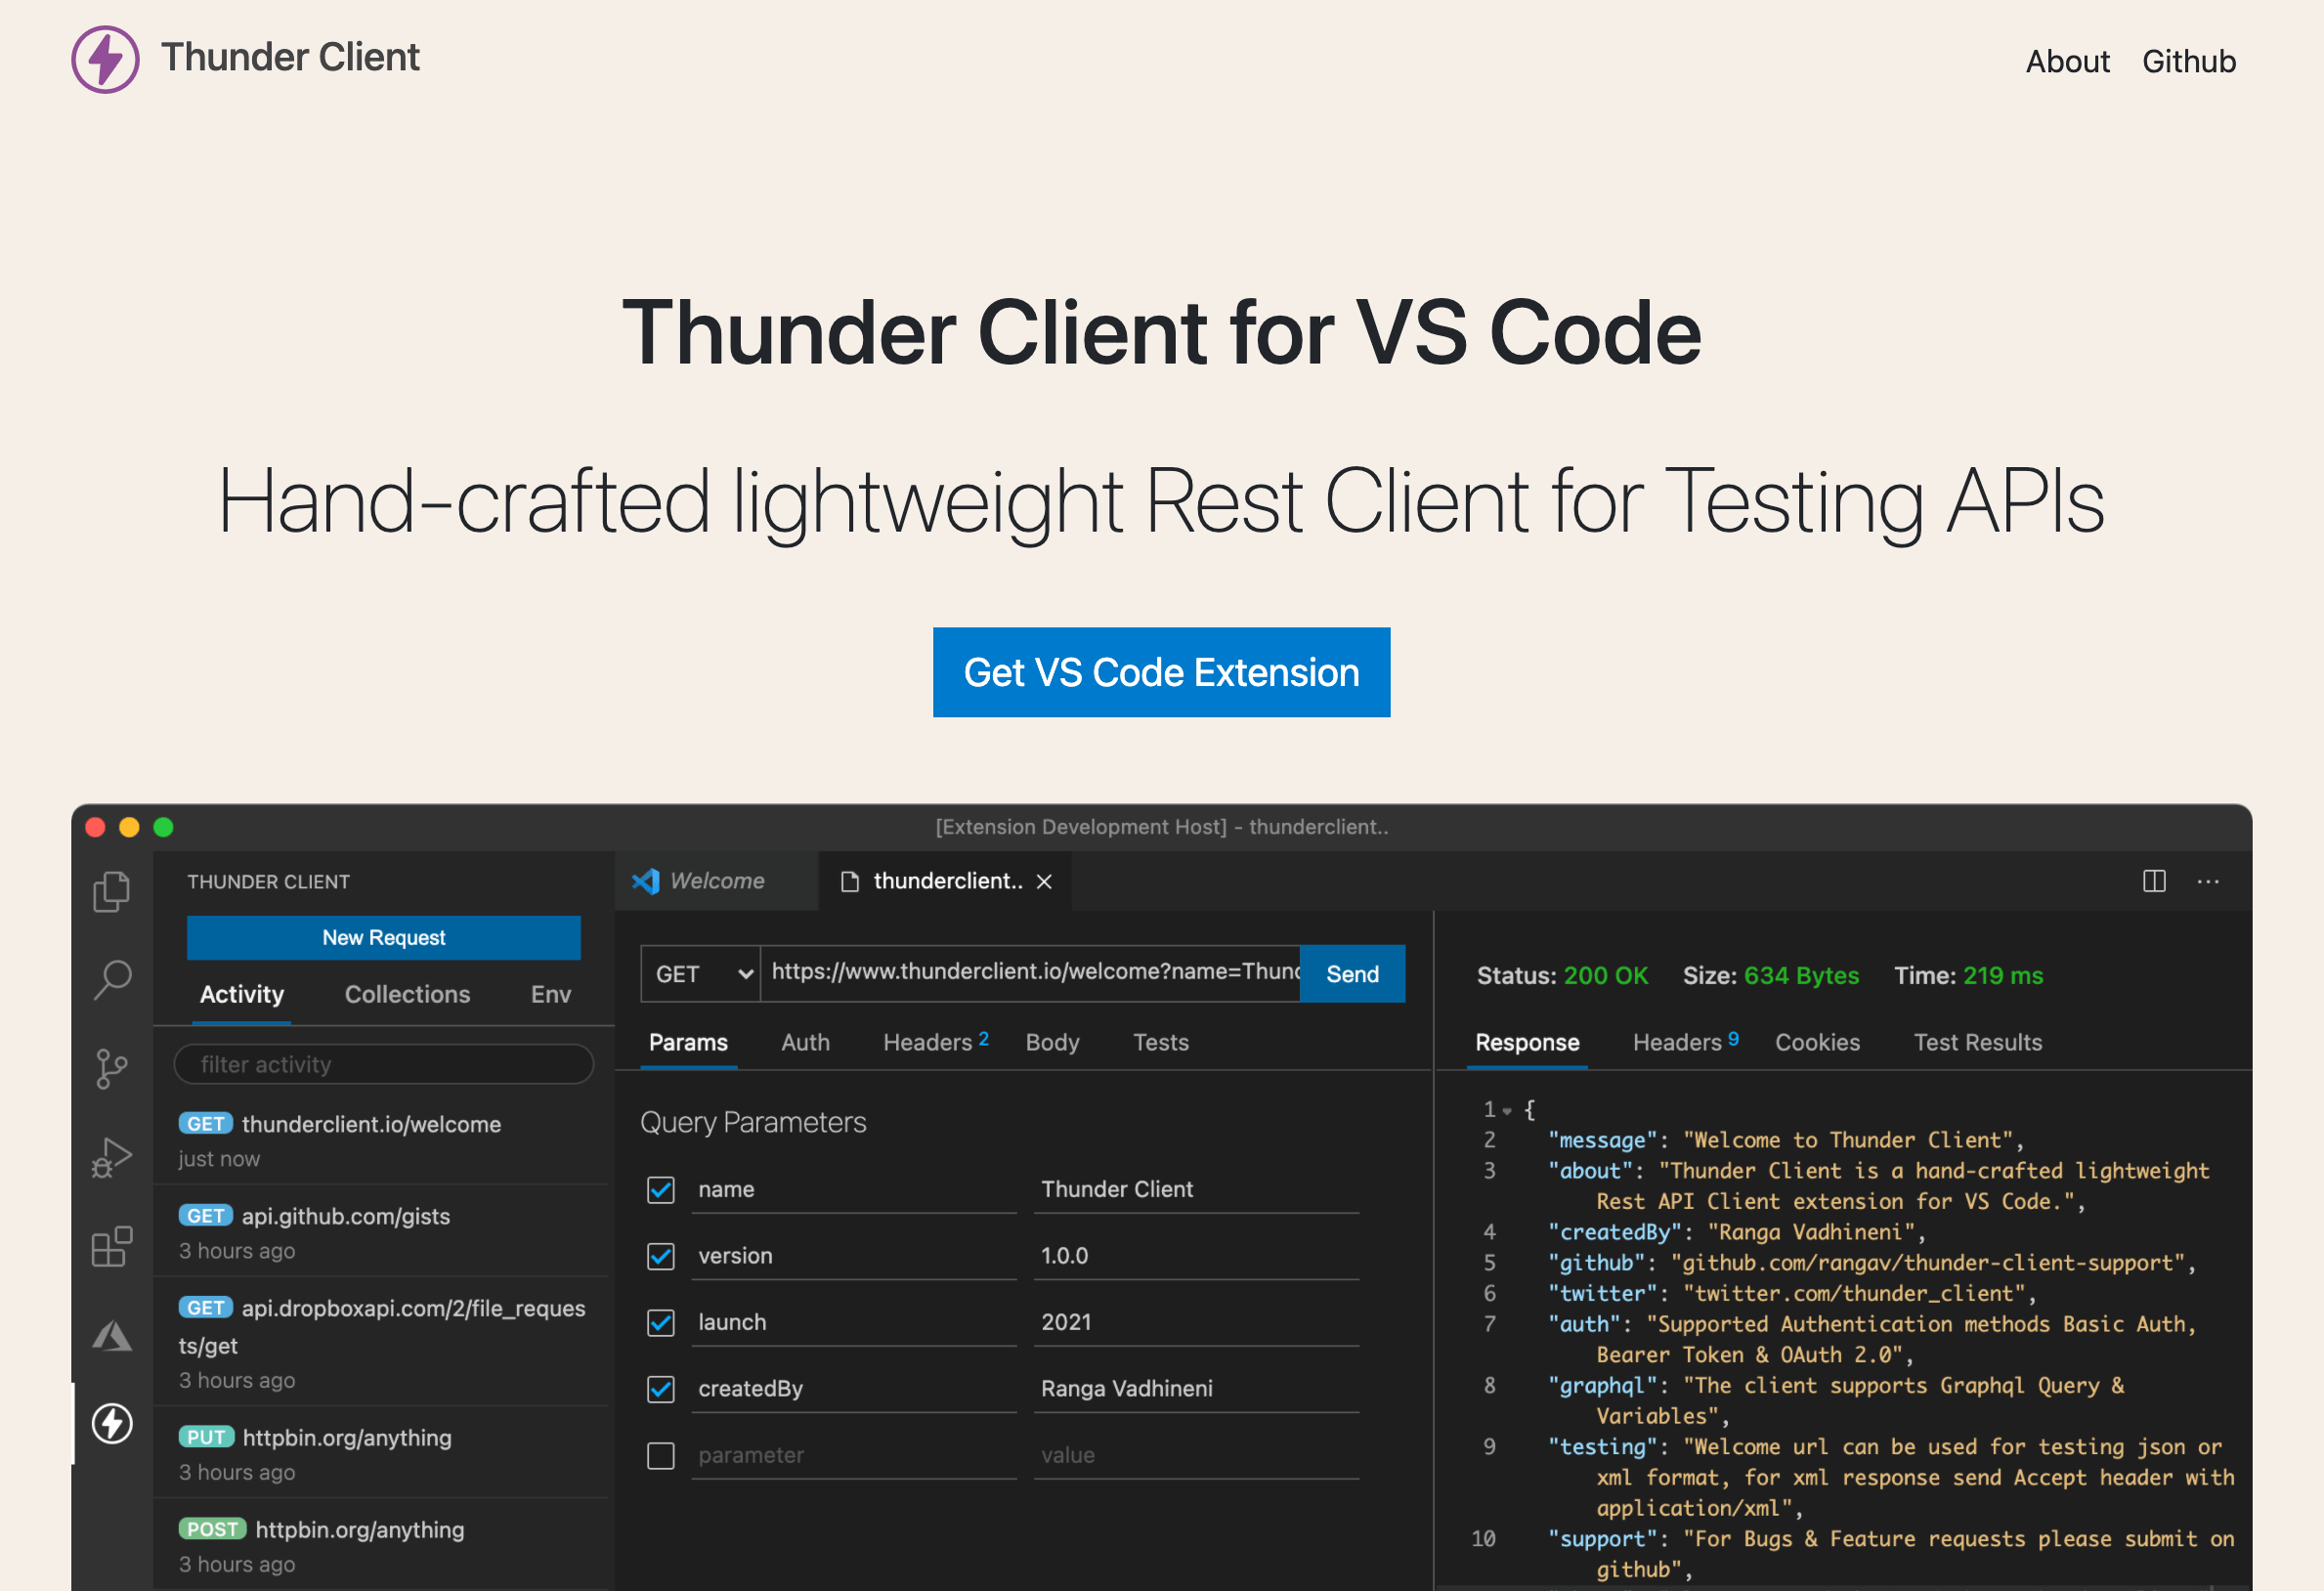 Thunder Client
About Github
Thunder Client for VS Code
Hand-crafted lightweight Rest Client for Testing APIs
Get VS Code Extension
[Extension Development Host] - thunderclient..
THUNDER CLIENT
New Request
Activity Collections Env
filter activity
GET thunderclient.io/welcome
just now
GET api.github.com/gists
3 hours ago
GET api.dropboxapi.com/2/file_reques
ts/get
3 hours ago
PUT httpbin.org/anything
3 hours ago
POST httpbin.org/anything
3 hours ago
Welcome thunderclient..
GET https://www.thunderclient.io/welcome?name=Thund Send
Params Auth Headers 2 Body Tests
Query Parameters
name Thunder Client
version 1.0.0
launch 2021
createdBy Ranga Vadhineni
parameter value
Status: 200 OK Size: 634 Bytes Time: 219 ms
Response Headers 9 Cookies Test Results
1 {
2 "message": "Welcome to Thunder Client",
3 "about": "Thunder Client is a hand-crafted lightweight
Rest API Client extension for VS Code.",
4 "createdBy": "Ranga Vadhineni",
5 "github": "github.com/rangav/thunder-client-support",
6 "twitter": "twitter.com/thunder_client",
7 "auth": "Supported Authentication methods Basic Auth,
Bearer Token & OAuth 2.0",
8 "graphql": "The client supports Graphql Query &
Variables",
9 "testing": "Welcome url can be used for testing json or
xml format, for xml response send Accept header with
application/xml",
10 "support": "For Bugs & Feature requests please submit on
github",